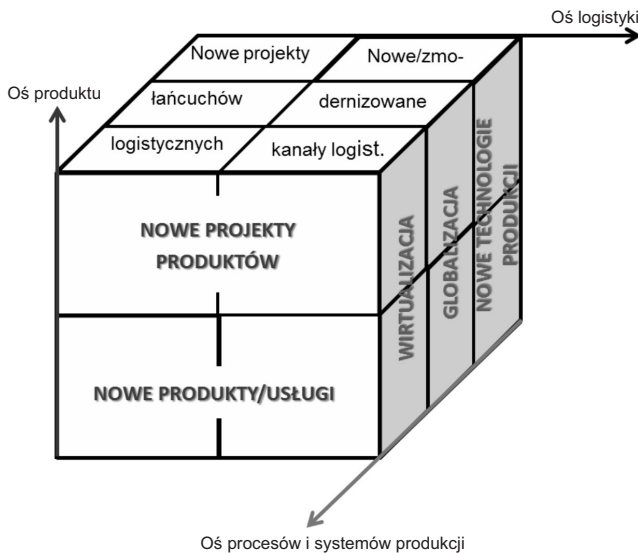 Oś logistyki
Oś produktu
Nowe projekty
łańcuchów
logistycznych
Nowe/zmo-
dernizowane
kanały logist.
NOWE PROJEKTY
PRODUKTÓW
NOWE PRODUKTY/USŁUGI
WIRTUALIZACJA
GLOBALIZACJA
NOWE TECHNOLOGIE
PRODUKCJI
Oś procesów i systemów produkcji